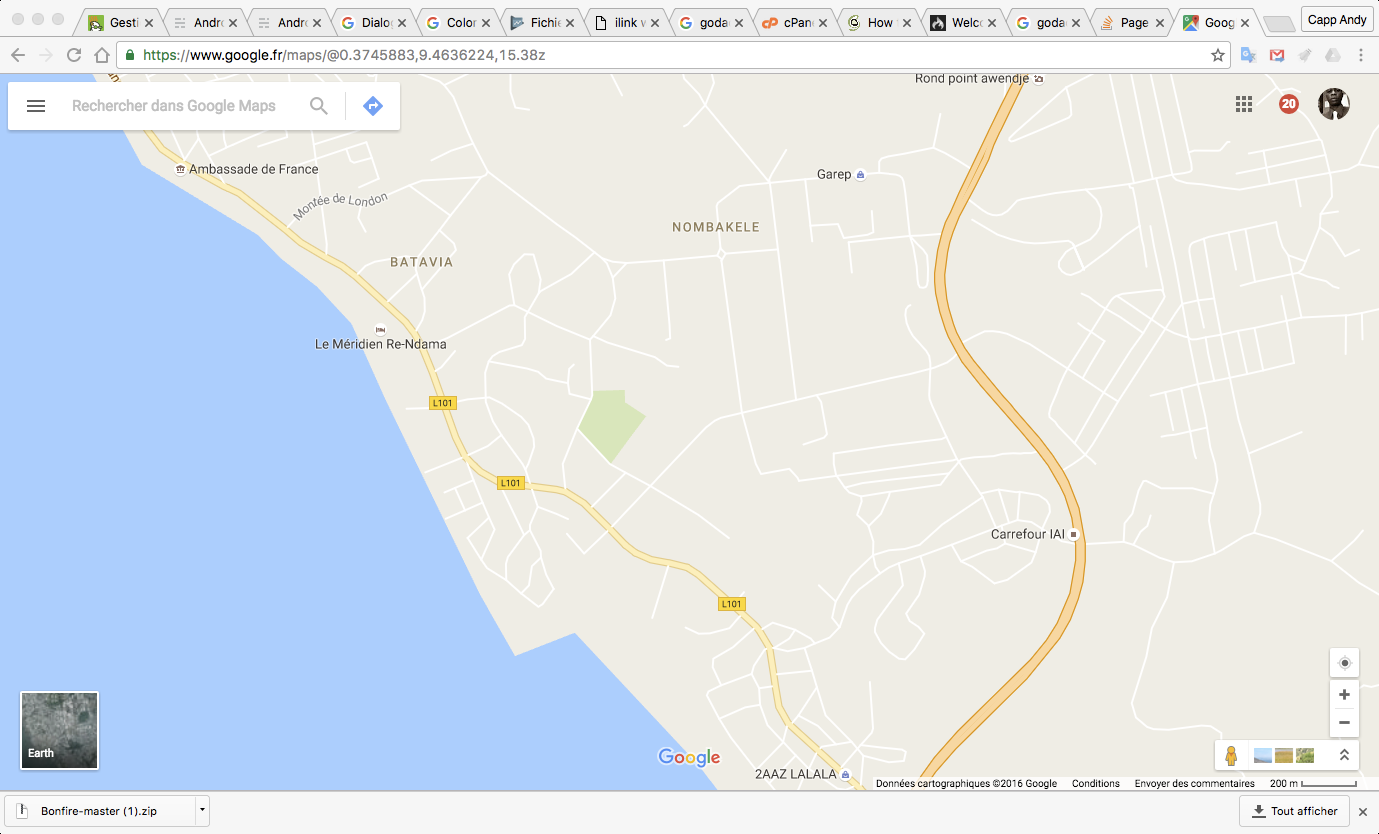 Gesti
Andro
Andro
Dialo
Color
Fichie
ilink w
goda
cPan
How
Welco
goda
Page
Goog
Capp Andy
https://www.google.fr/maps/@0.3745883,9.4636224,15.38z
Rond point awendje
Rechercher dans Google Maps
20
Ambassade de France
Garep
Montée de London
NOMBAKELE
BATAVIA
Le Méridien Re-Ndama
L101
L101
Carrefour IAI
L101
Earth
Google
2AAZ LALALA
Données cartographiques ©2016 Google Conditions Envoyer des commentaires 200 m
Bonfire-master (1).zip
Tout afficher